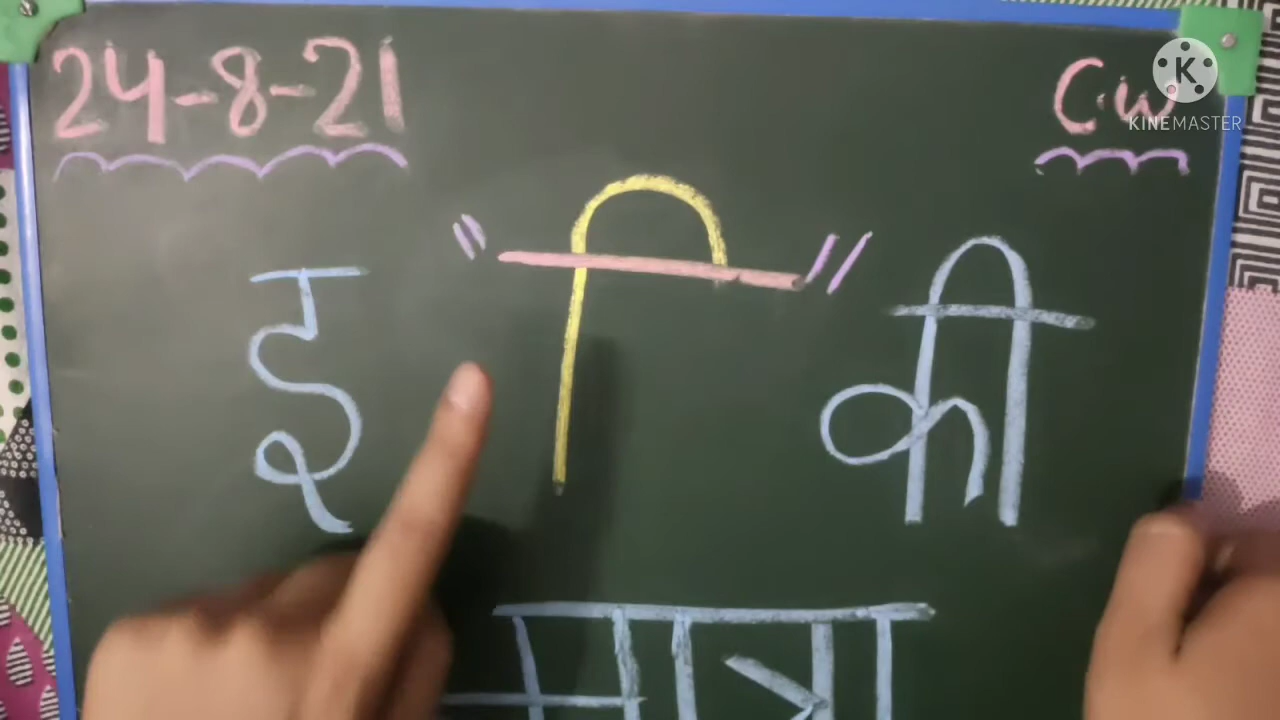 24-8-21 C.W
KINEMASTER
इ " ि " की
मात्रा